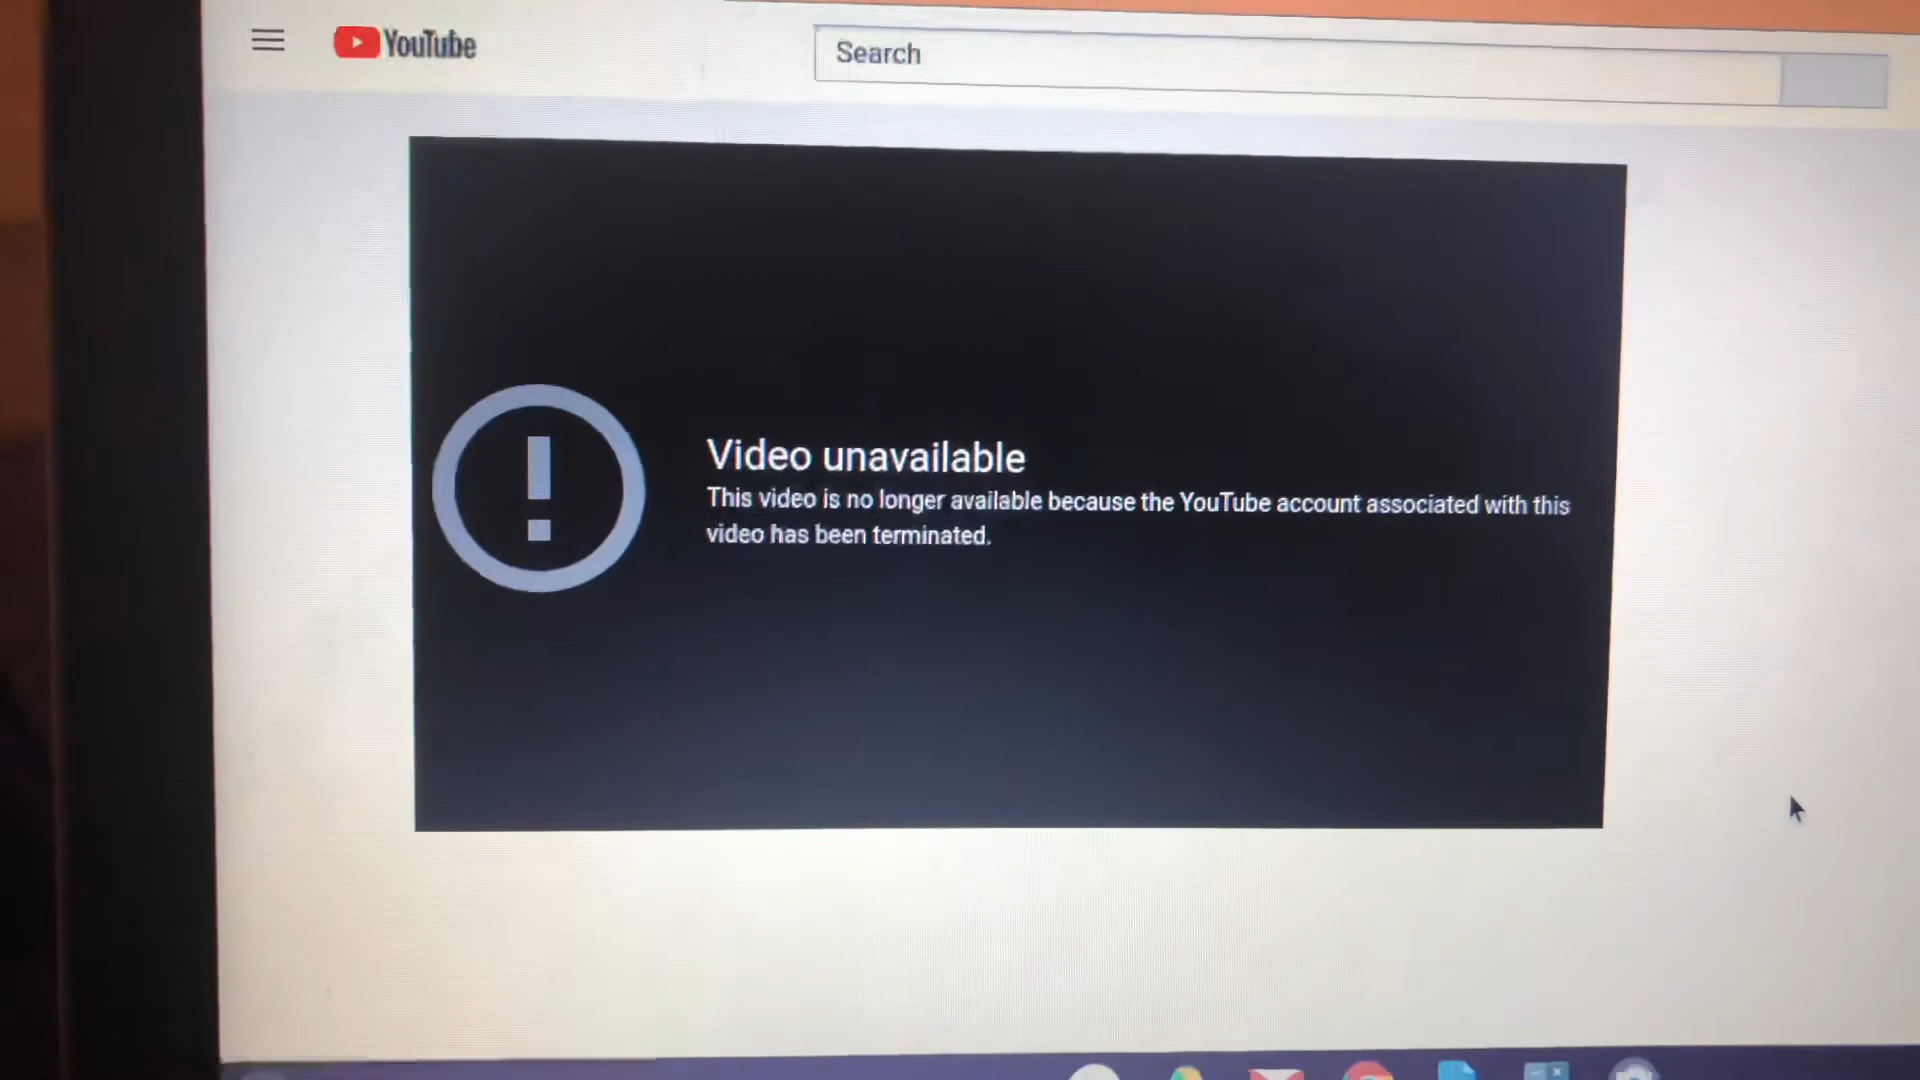 YouTube
Search
Video unavailable
This video is no longer available because the YouTube account associated with this
video has been terminated.